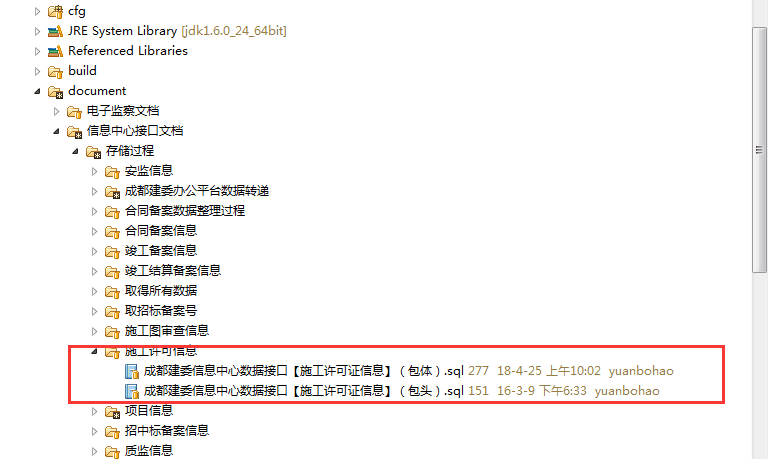 cfg
JRE System Library [jdk1.6.0_24_64bit]
Referenced Libraries
build
document
电子监察文档
信息中心接口文档
存储过程
安监信息
成都建委办公平台数据转递
合同备案数据整理过程
合同备案信息
竣工备案信息
竣工结算备案信息
取得所有数据
取招标备案号
施工图审查信息
施工许可信息
成都建委信息中心数据接口【施工许可证信息】（包体）.sql 277 18-4-25 上午10:02 yuanbohao
成都建委信息中心数据接口【施工许可证信息】（包头）.sql 151 16-3-9 下午6:33 yuanbohao
项目信息
招中标备案信息
质监信息